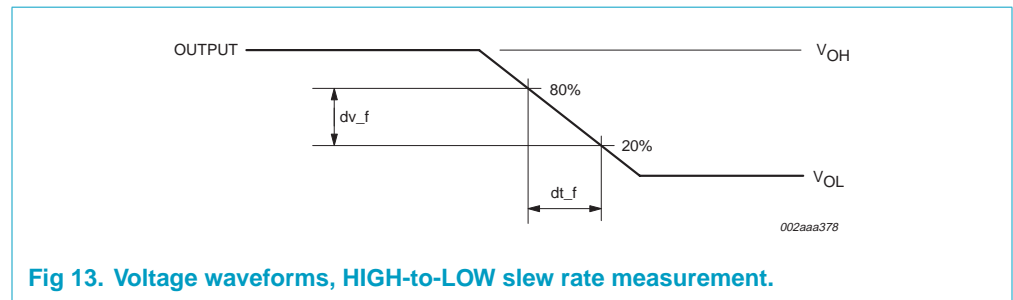 OUTPUT
VOH
80%
dv_f
20%
VOL
dt_f
002aaa378
Fig 13. Voltage waveforms, HIGH-to-LOW slew rate measurement.